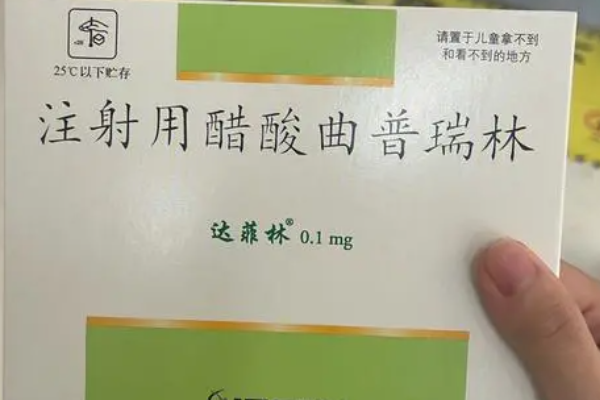 请置于儿童拿不到
和看不到的地方
25℃以下贮存
注射用醋酸曲普瑞林
达菲林® 0.1 mg